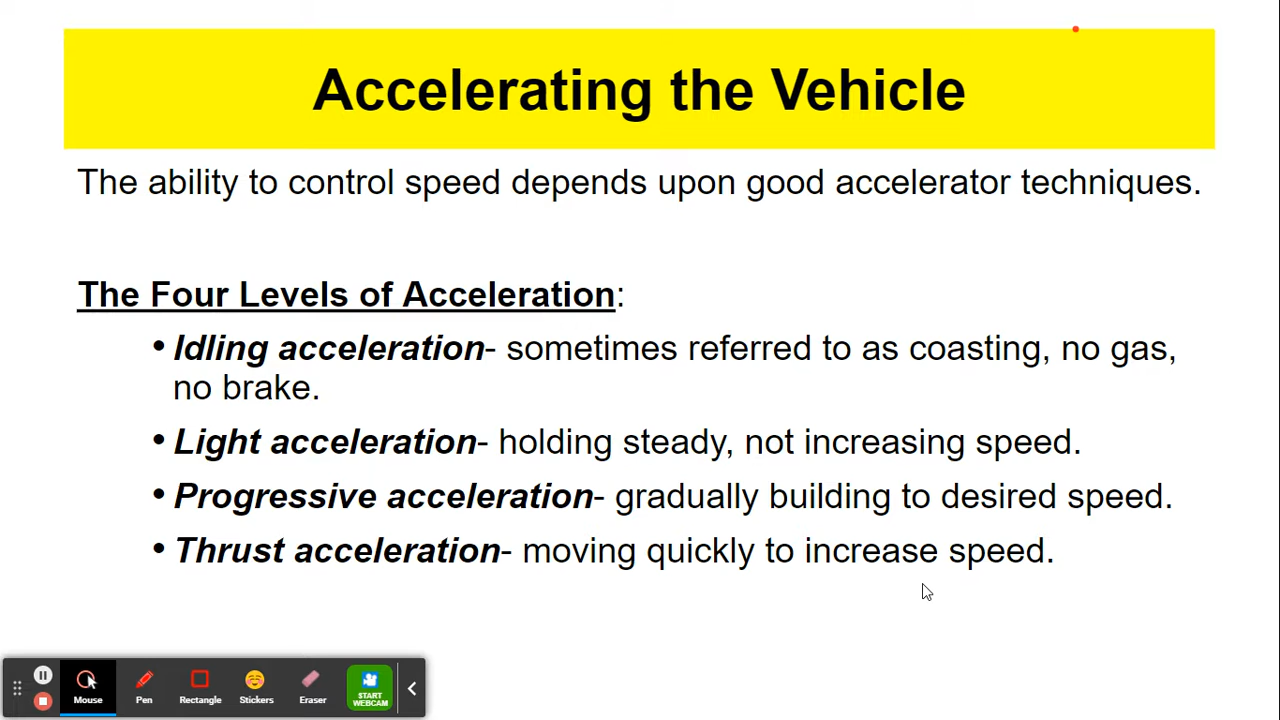 Accelerating the Vehicle
The ability to control speed depends upon good accelerator techniques.
The Four Levels of Acceleration:
• Idling acceleration- sometimes referred to as coasting, no gas,
no brake.
• Light acceleration- holding steady, not increasing speed.
• Progressive acceleration- gradually building to desired speed.
• Thrust acceleration- moving quickly to increase speed.
Mouse Pen Rectangle Stickers Eraser START
WEBCAM